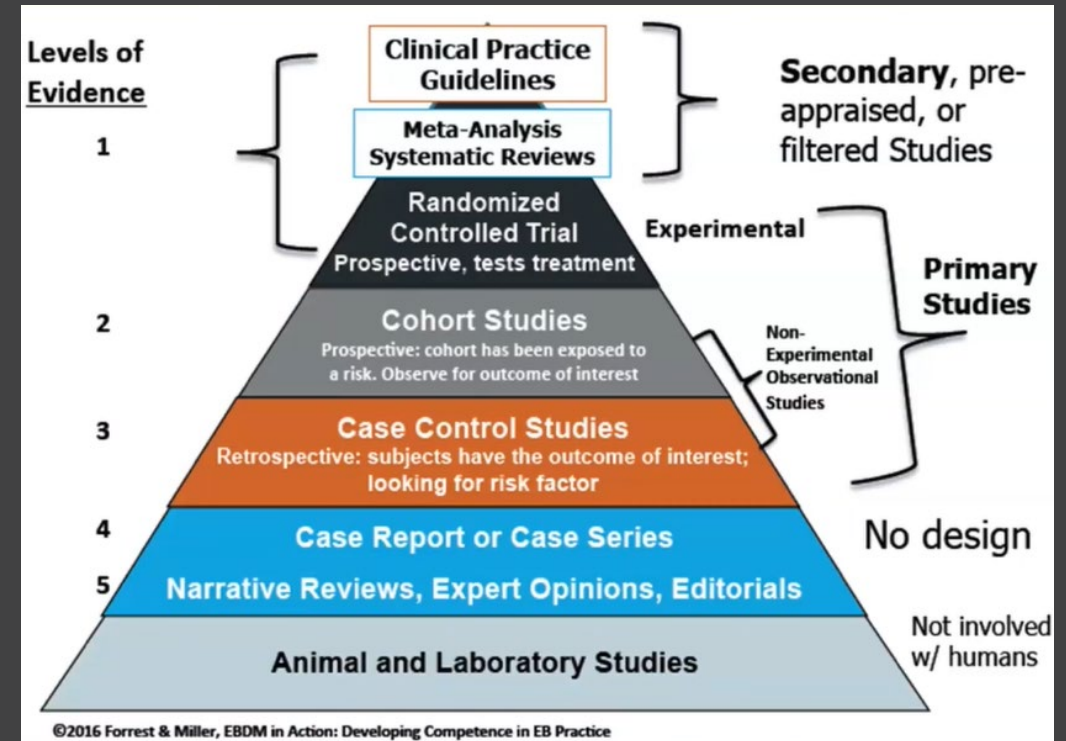 Levels of
Evidence
Clinical Practice
Guidelines
Secondary, pre-
appraised, or
filtered Studies
1
Meta-Analysis
Systematic Reviews
Randomized
Controlled Trial
Prospective, tests treatment
Experimental
Primary
Studies
2
Cohort Studies
Prospective: cohort has been exposed to
a risk. Observe for outcome of interest
Non-
Experimental
Observational
Studies
3
Case Control Studies
Retrospective: subjects have the outcome of interest;
looking for risk factor
4
Case Report or Case Series
No design
5
Narrative Reviews, Expert Opinions, Editorials
Not involved
w/ humans
Animal and Laboratory Studies
©2016 Forrest & Miller, EBDM in Action: Developing Competence in EB Practice